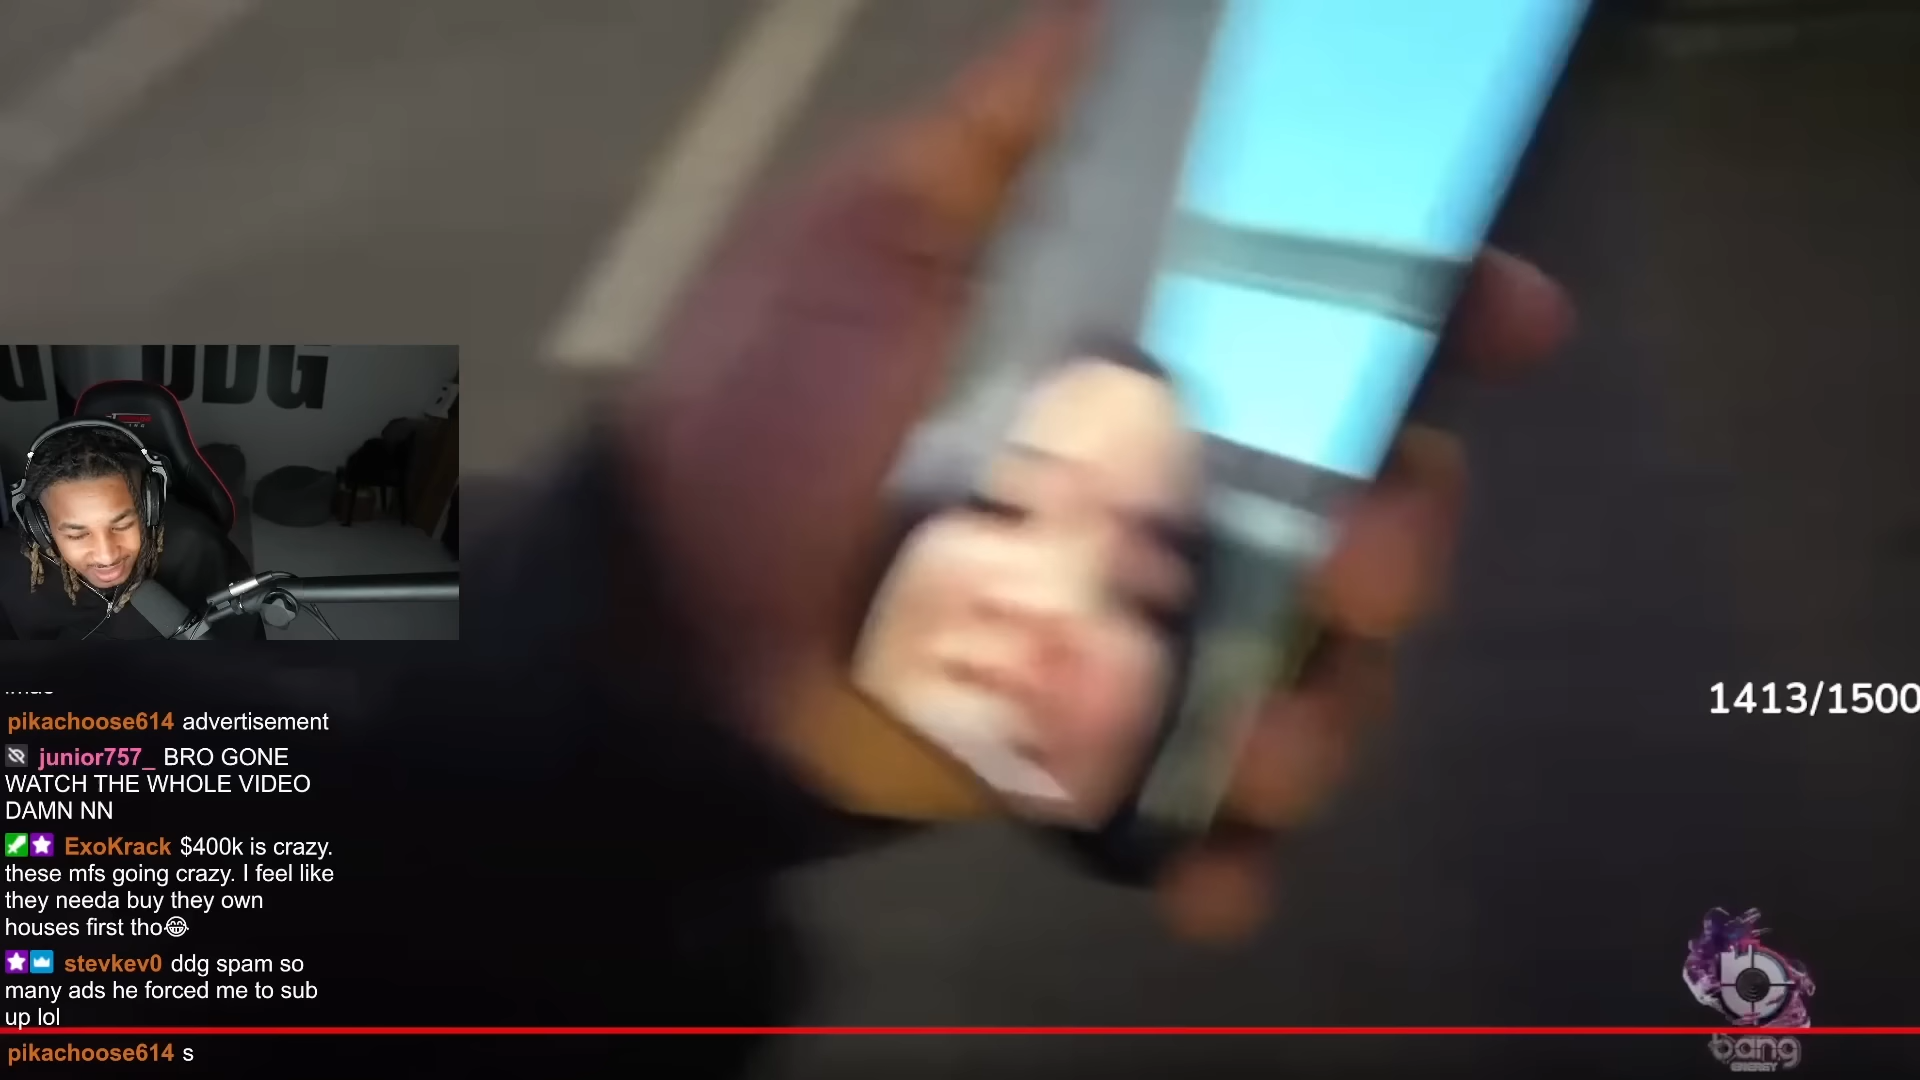 DDG
pikachoose614 advertisement
junior757_ BRO GONE
WATCH THE WHOLE VIDEO
DAMN NN
ExoKrack $400k is crazy.
these mfs going crazy. I feel like
they needa buy they own
houses first tho😂
stevkev0 ddg spam so
many ads he forced me to sub
up lol
pikachoose614 s
1413/1500
bang
ENERGY